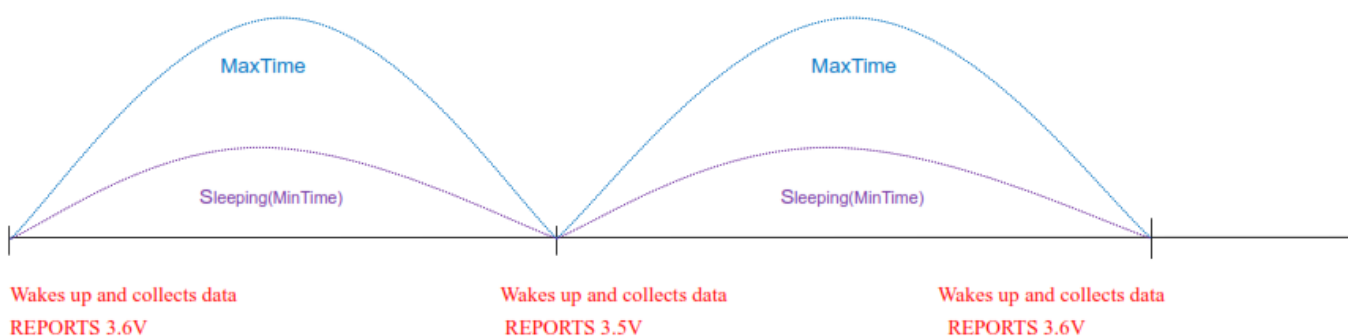 MaxTime
MaxTime
Sleeping(MinTime)
Sleeping(MinTime)
Wakes up and collects data
REPORTS 3.6V
Wakes up and collects data
REPORTS 3.5V
Wakes up and collects data
REPORTS 3.6V